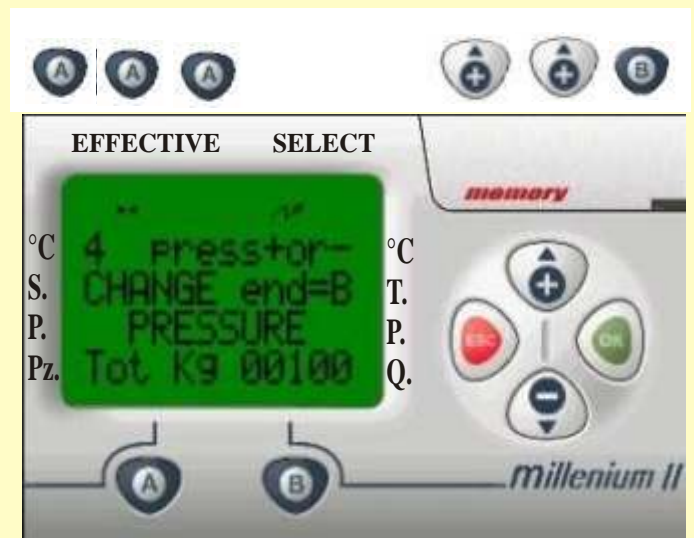 A A A + + B
EFFECTIVE SELECT
memory
°C 4 press+or- °C
S. CHANGE end=B T.
P. PRESSURE P.
Pz. Tot Kg 00100 Q.
+
ESC OK
-
A B
millenium II